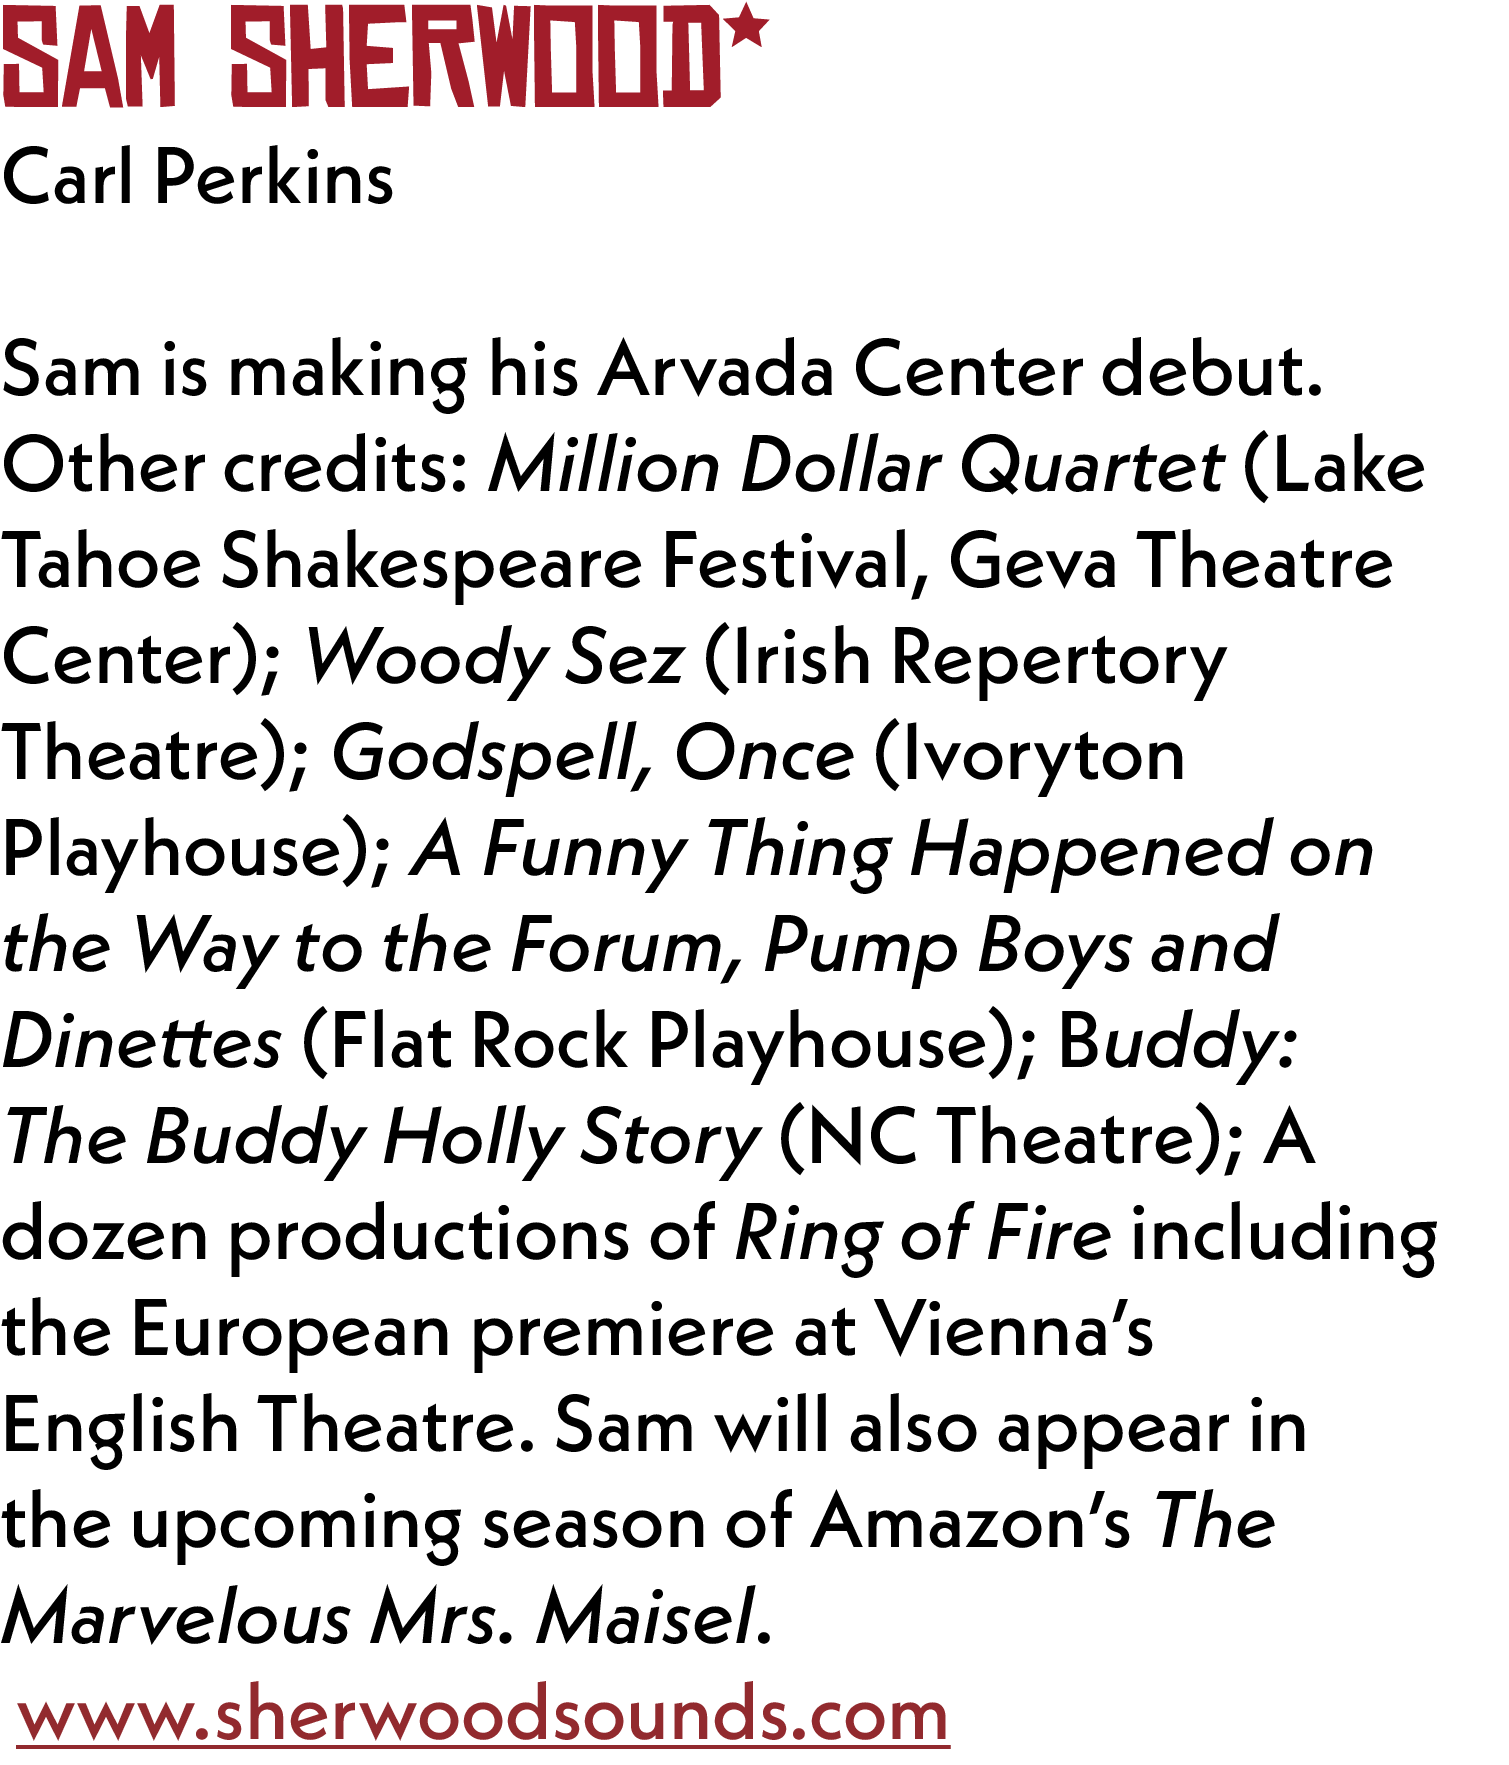 SAM SHERWOOD★
Carl Perkins
Sam is making his Arvada Center debut.
Other credits: Million Dollar Quartet (Lake
Tahoe Shakespeare Festival, Geva Theatre
Center); Woody Sez (Irish Repertory
Theatre); Godspell, Once (Ivoryton
Playhouse); A Funny Thing Happened on
the Way to the Forum, Pump Boys and
Dinettes (Flat Rock Playhouse); Buddy:
The Buddy Holly Story (NC Theatre); A
dozen productions of Ring of Fire including
the European premiere at Vienna’s
English Theatre. Sam will also appear in
the upcoming season of Amazon’s The
Marvelous Mrs. Maisel.
www.sherwoodsounds.com